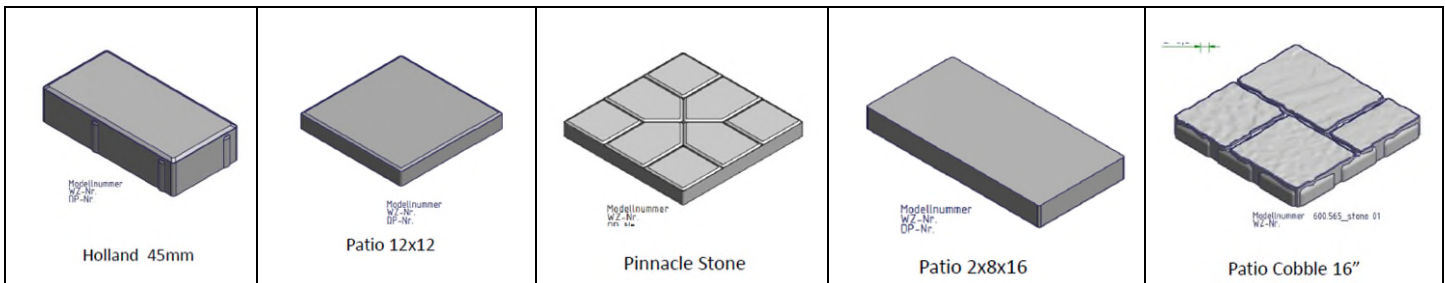 Modellnummer
WZ-Nr.
DP-Nr.
Holland 45mm
Modellnummer
WZ-Nr.
DP-Nr.
Patio 12x12
Modellnummer
WZ-Nr.
Pinnacle Stone
Modellnummer
WZ-Nr.
DP-Nr.
Patio 2x8x16
Modellnummer 600.565_stone 01
WZ-Nr.
Patio Cobble 16”